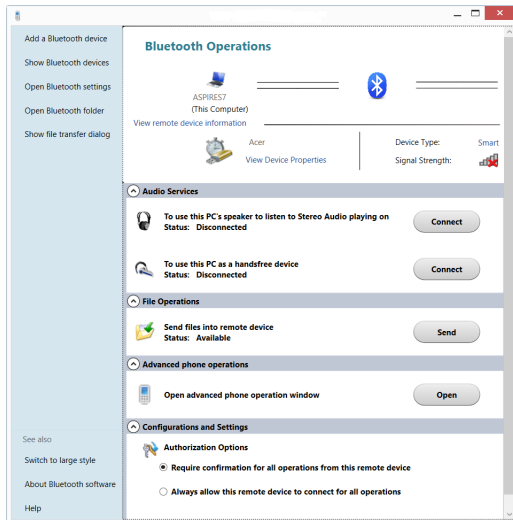 Add a Bluetooth device
Show Bluetooth devices
Open Bluetooth settings
Open Bluetooth folder
Show file transfer dialog
See also
Switch to large style
About Bluetooth software
Help
Bluetooth Operations
ASPIRES7
(This Computer)
View remote device information
Acer
View Device Properties
Device Type: Smart
Signal Strength:
Audio Services
To use this PC's speaker to listen to Stereo Audio playing on
Status: Disconnected
Connect
To use this PC as a handsfree device
Status: Disconnected
Connect
File Operations
Send files into remote device
Status: Available
Send
Advanced phone operations
Open advanced phone operation window
Open
Configurations and Settings
Authorization Options
Require confirmation for all operations from this remote device
Always allow this remote device to connect for all operations